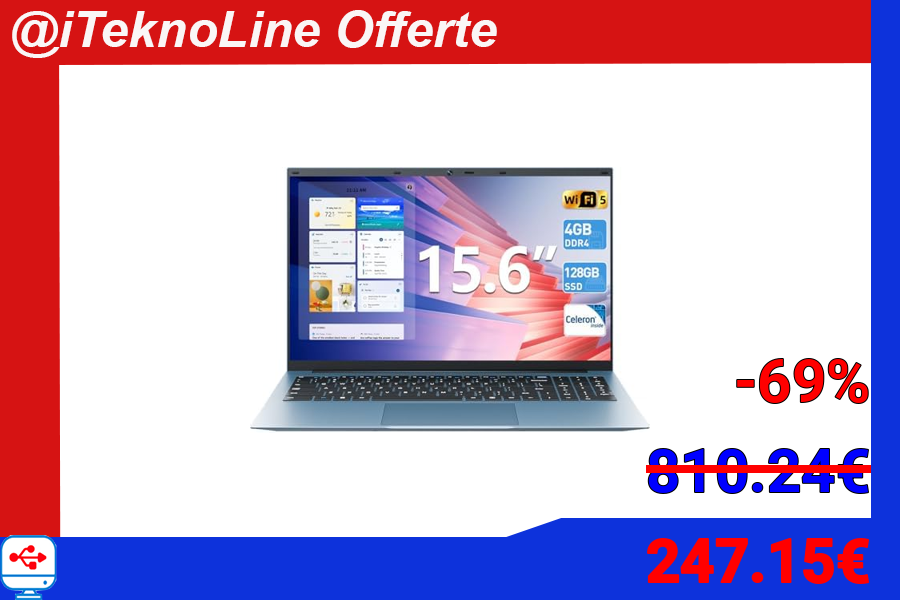 @iTeknoLine Offerte
WiFi 5
15.6”
4GB
DDR4
128GB
SSD
Celeron
inside
-69%
810.24€
247.15€